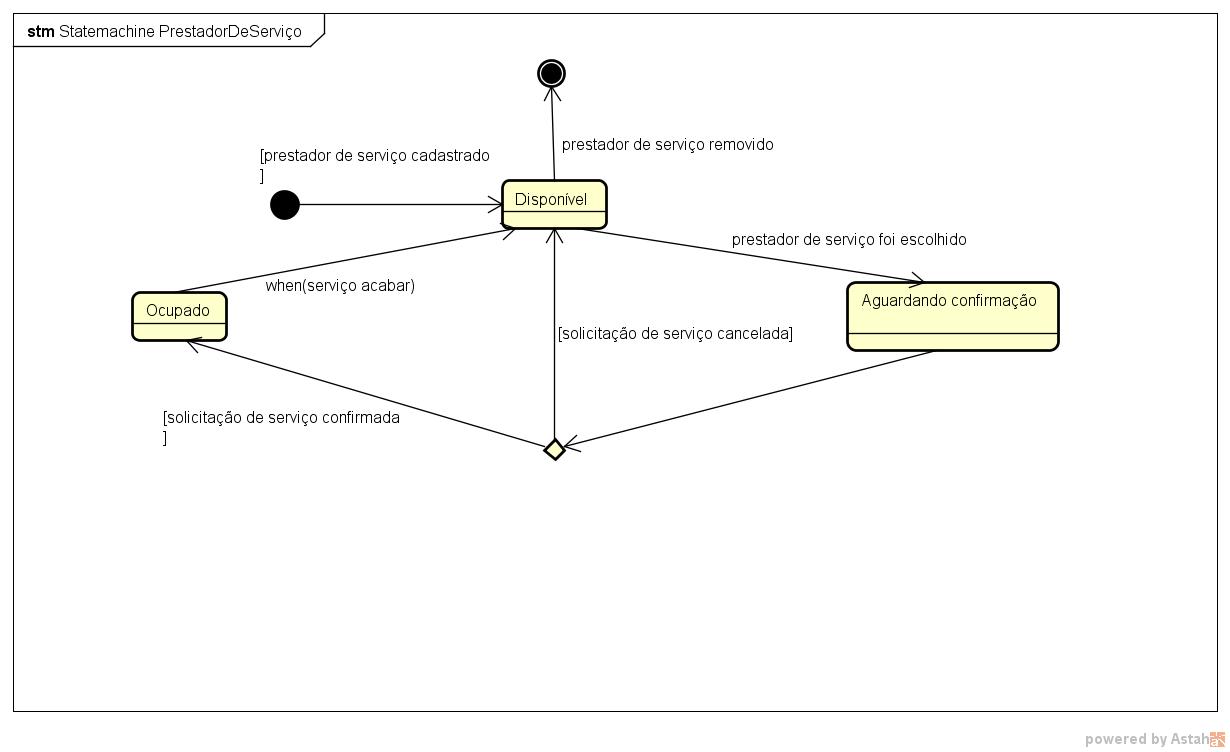 stm Statemachine PrestadorDeServiço
prestador de serviço removido
[prestador de serviço cadastrado
]
Disponível
prestador de serviço foi escolhido
when(serviço acabar)
Aguardando confirmação
Ocupado
[solicitação de serviço cancelada]
[solicitação de serviço confirmada
]
powered by Astah